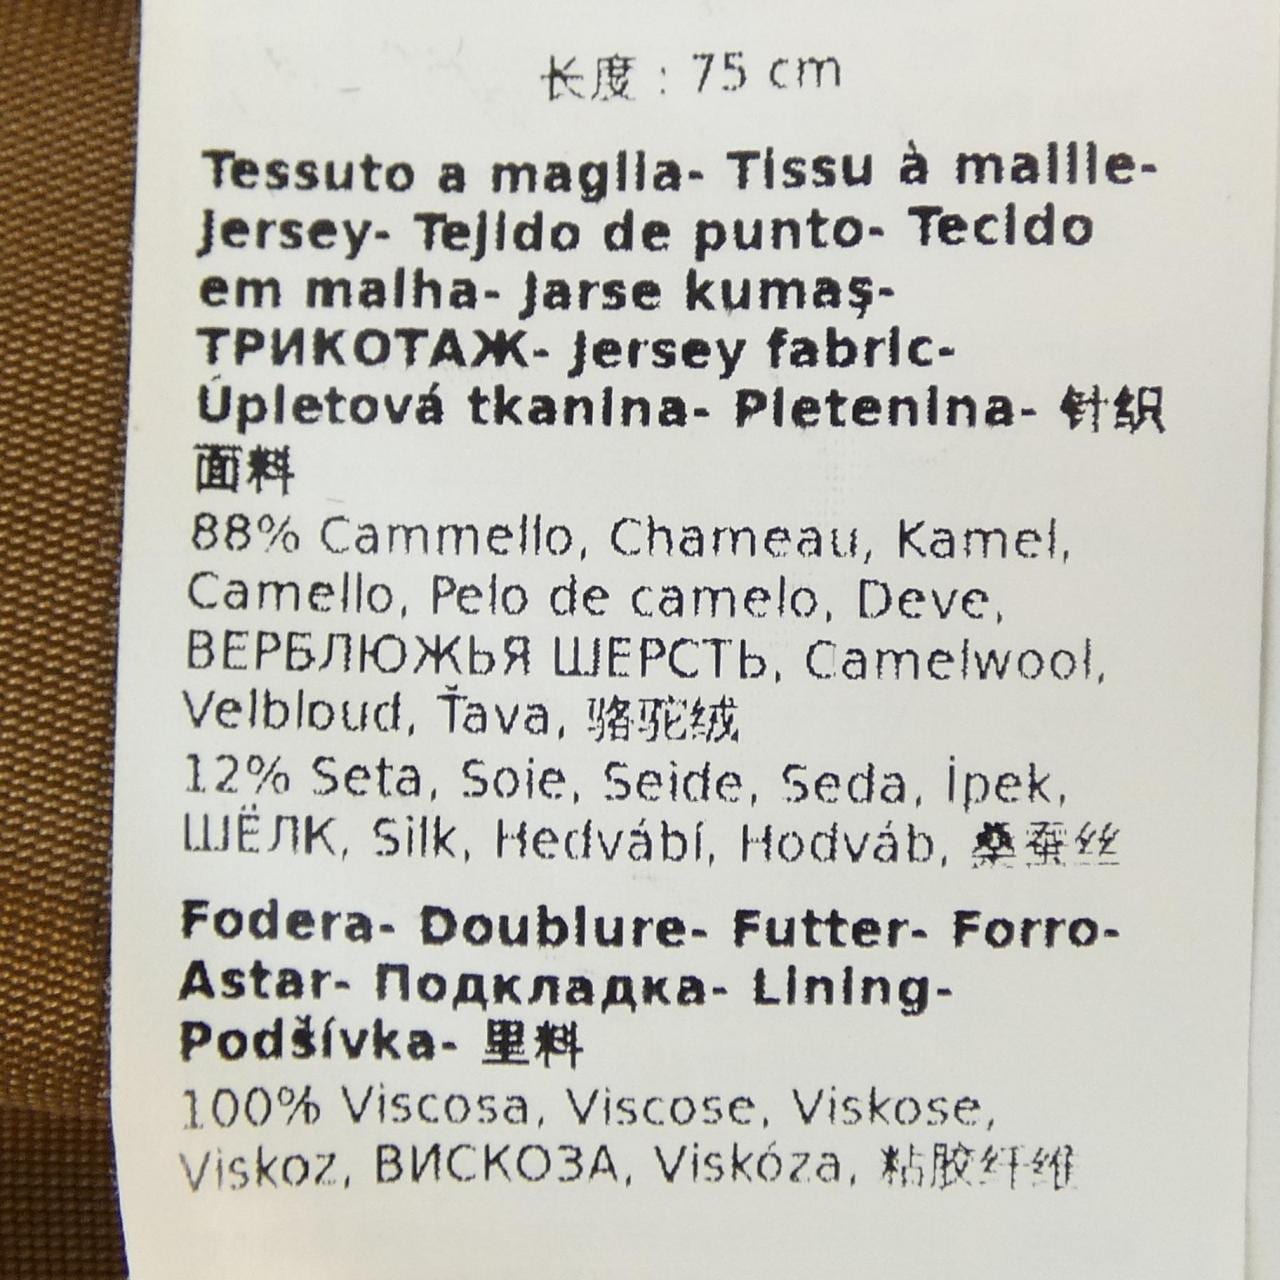 长度 : 75 cm
Tessuto a maglia- Tissu à maille-
Jersey- Tejido de punto- Tecido
em malha- Jarse kumaş-
ТРИКОТАЖ- Jersey fabric-
Úpletová tkanina- Pletenina- 针织
面料
88% Cammello, Chameau, Kamel,
Camello, Pelo de camelo, Deve,
ВЕРБЛЮЖЬЯ ШЕРСТЬ, Camelwool,
Velbloud, Ťava, 骆驼绒
12% Seta, Soie, Seide, Seda, İpek,
ШЁЛК, Silk, Hedvábí, Hodváb, 桑蚕丝
Fodera- Doublure- Futter- Forro-
Astar- Подкладка- Lining-
Podšívka- 里料
100% Viscosa, Viscose, Viskose,
Viskoz, ВИСКОЗА, Viskóza, 粘胶纤维